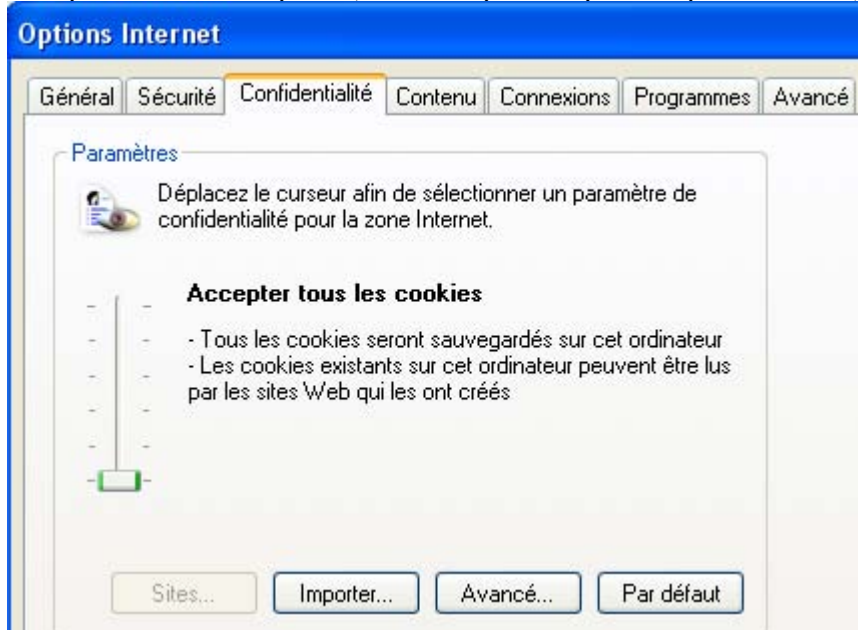 Options Internet
Général Sécurité Confidentialité Contenu Connexions Programmes Avancé
Paramètres
Déplacez le curseur afin de sélectionner un paramètre de
confidentialité pour la zone Internet.
Accepter tous les cookies
- Tous les cookies seront sauvegardés sur cet ordinateur
- Les cookies existants sur cet ordinateur peuvent être lus
par les sites Web qui les ont créés
Sites... Importer... Avancé... Par défaut